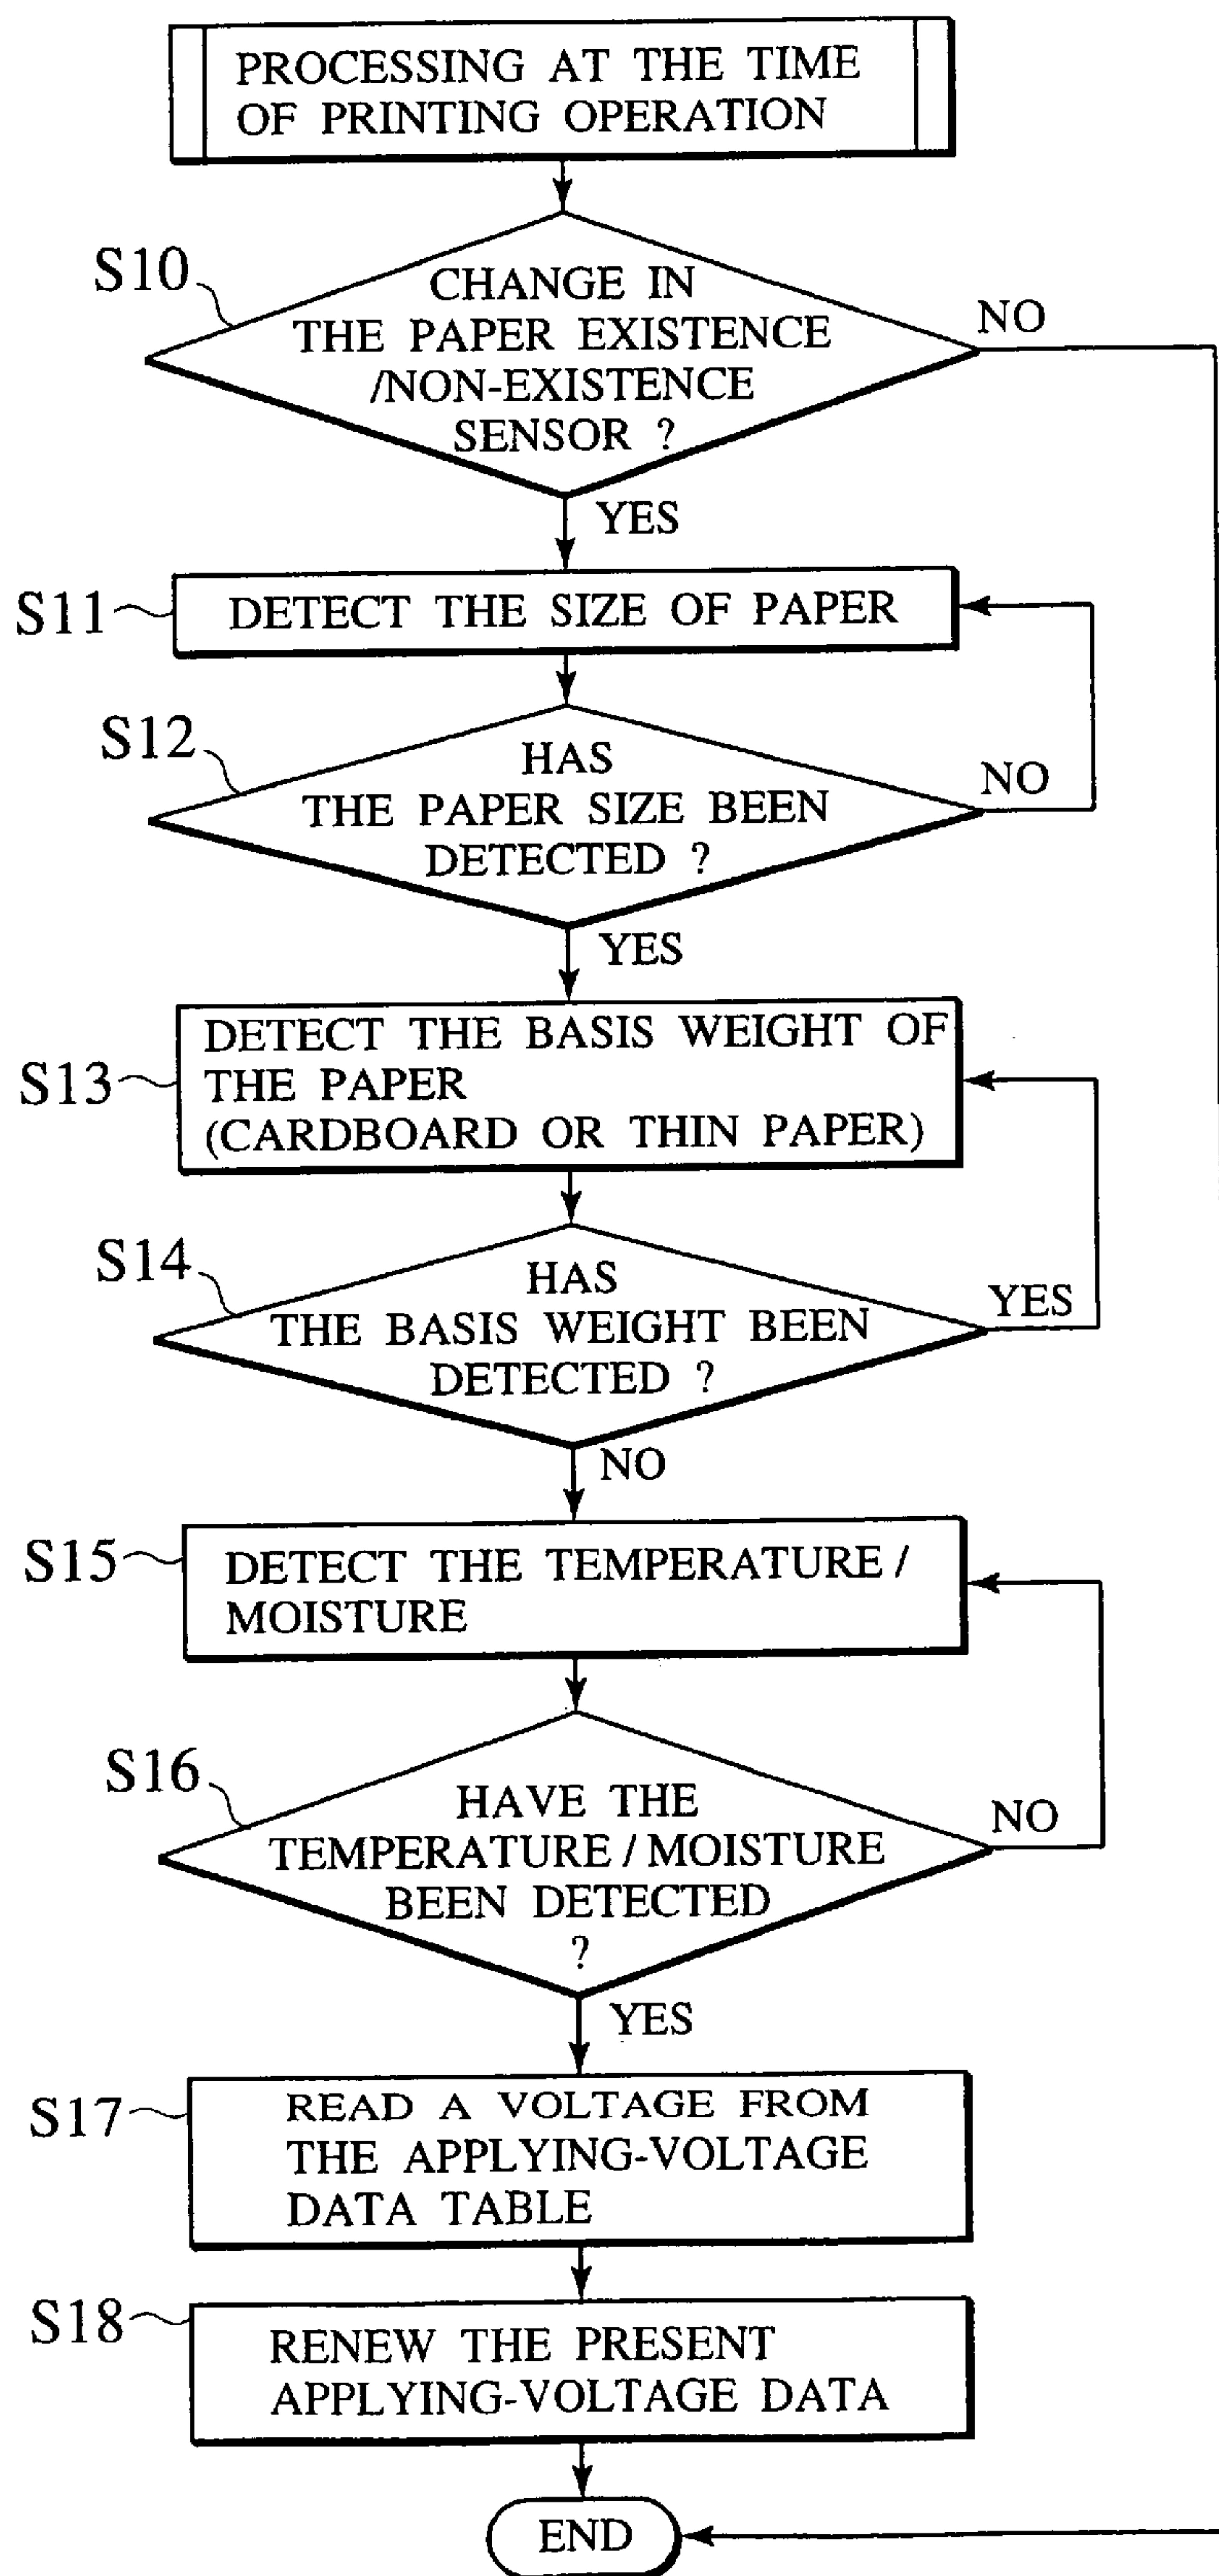 PROCESSING AT THE TIME
OF PRINTING OPERATION
S10
CHANGE IN
THE PAPER EXISTENCE
/NON-EXISTENCE
SENSOR ?
NO
YES
S11
DETECT THE SIZE OF PAPER
S12
HAS
THE PAPER SIZE BEEN
DETECTED ?
NO
YES
S13
DETECT THE BASIS WEIGHT OF
THE PAPER
(CARDBOARD OR THIN PAPER)
S14
HAS
THE BASIS WEIGHT BEEN
DETECTED ?
YES
NO
S15
DETECT THE TEMPERATURE /
MOISTURE
S16
HAVE THE
TEMPERATURE / MOISTURE
BEEN DETECTED
?
NO
YES
S17
READ A VOLTAGE FROM
THE APPLYING-VOLTAGE
DATA TABLE
S18
RENEW THE PRESENT
APPLYING-VOLTAGE DATA
END